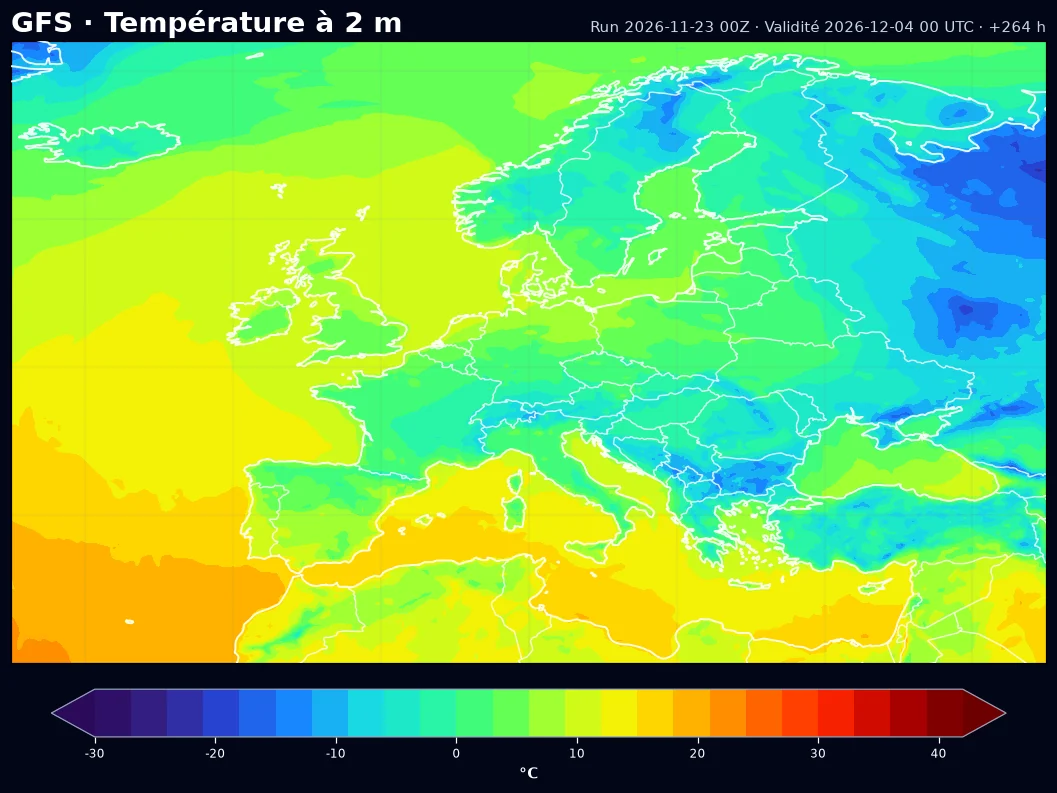 GFS · Température à 2 m
Run 2026-11-23 00Z · Validité 2026-12-04 00 UTC · +264 h
-30 -20 -10 0 10 20 30 40
°C